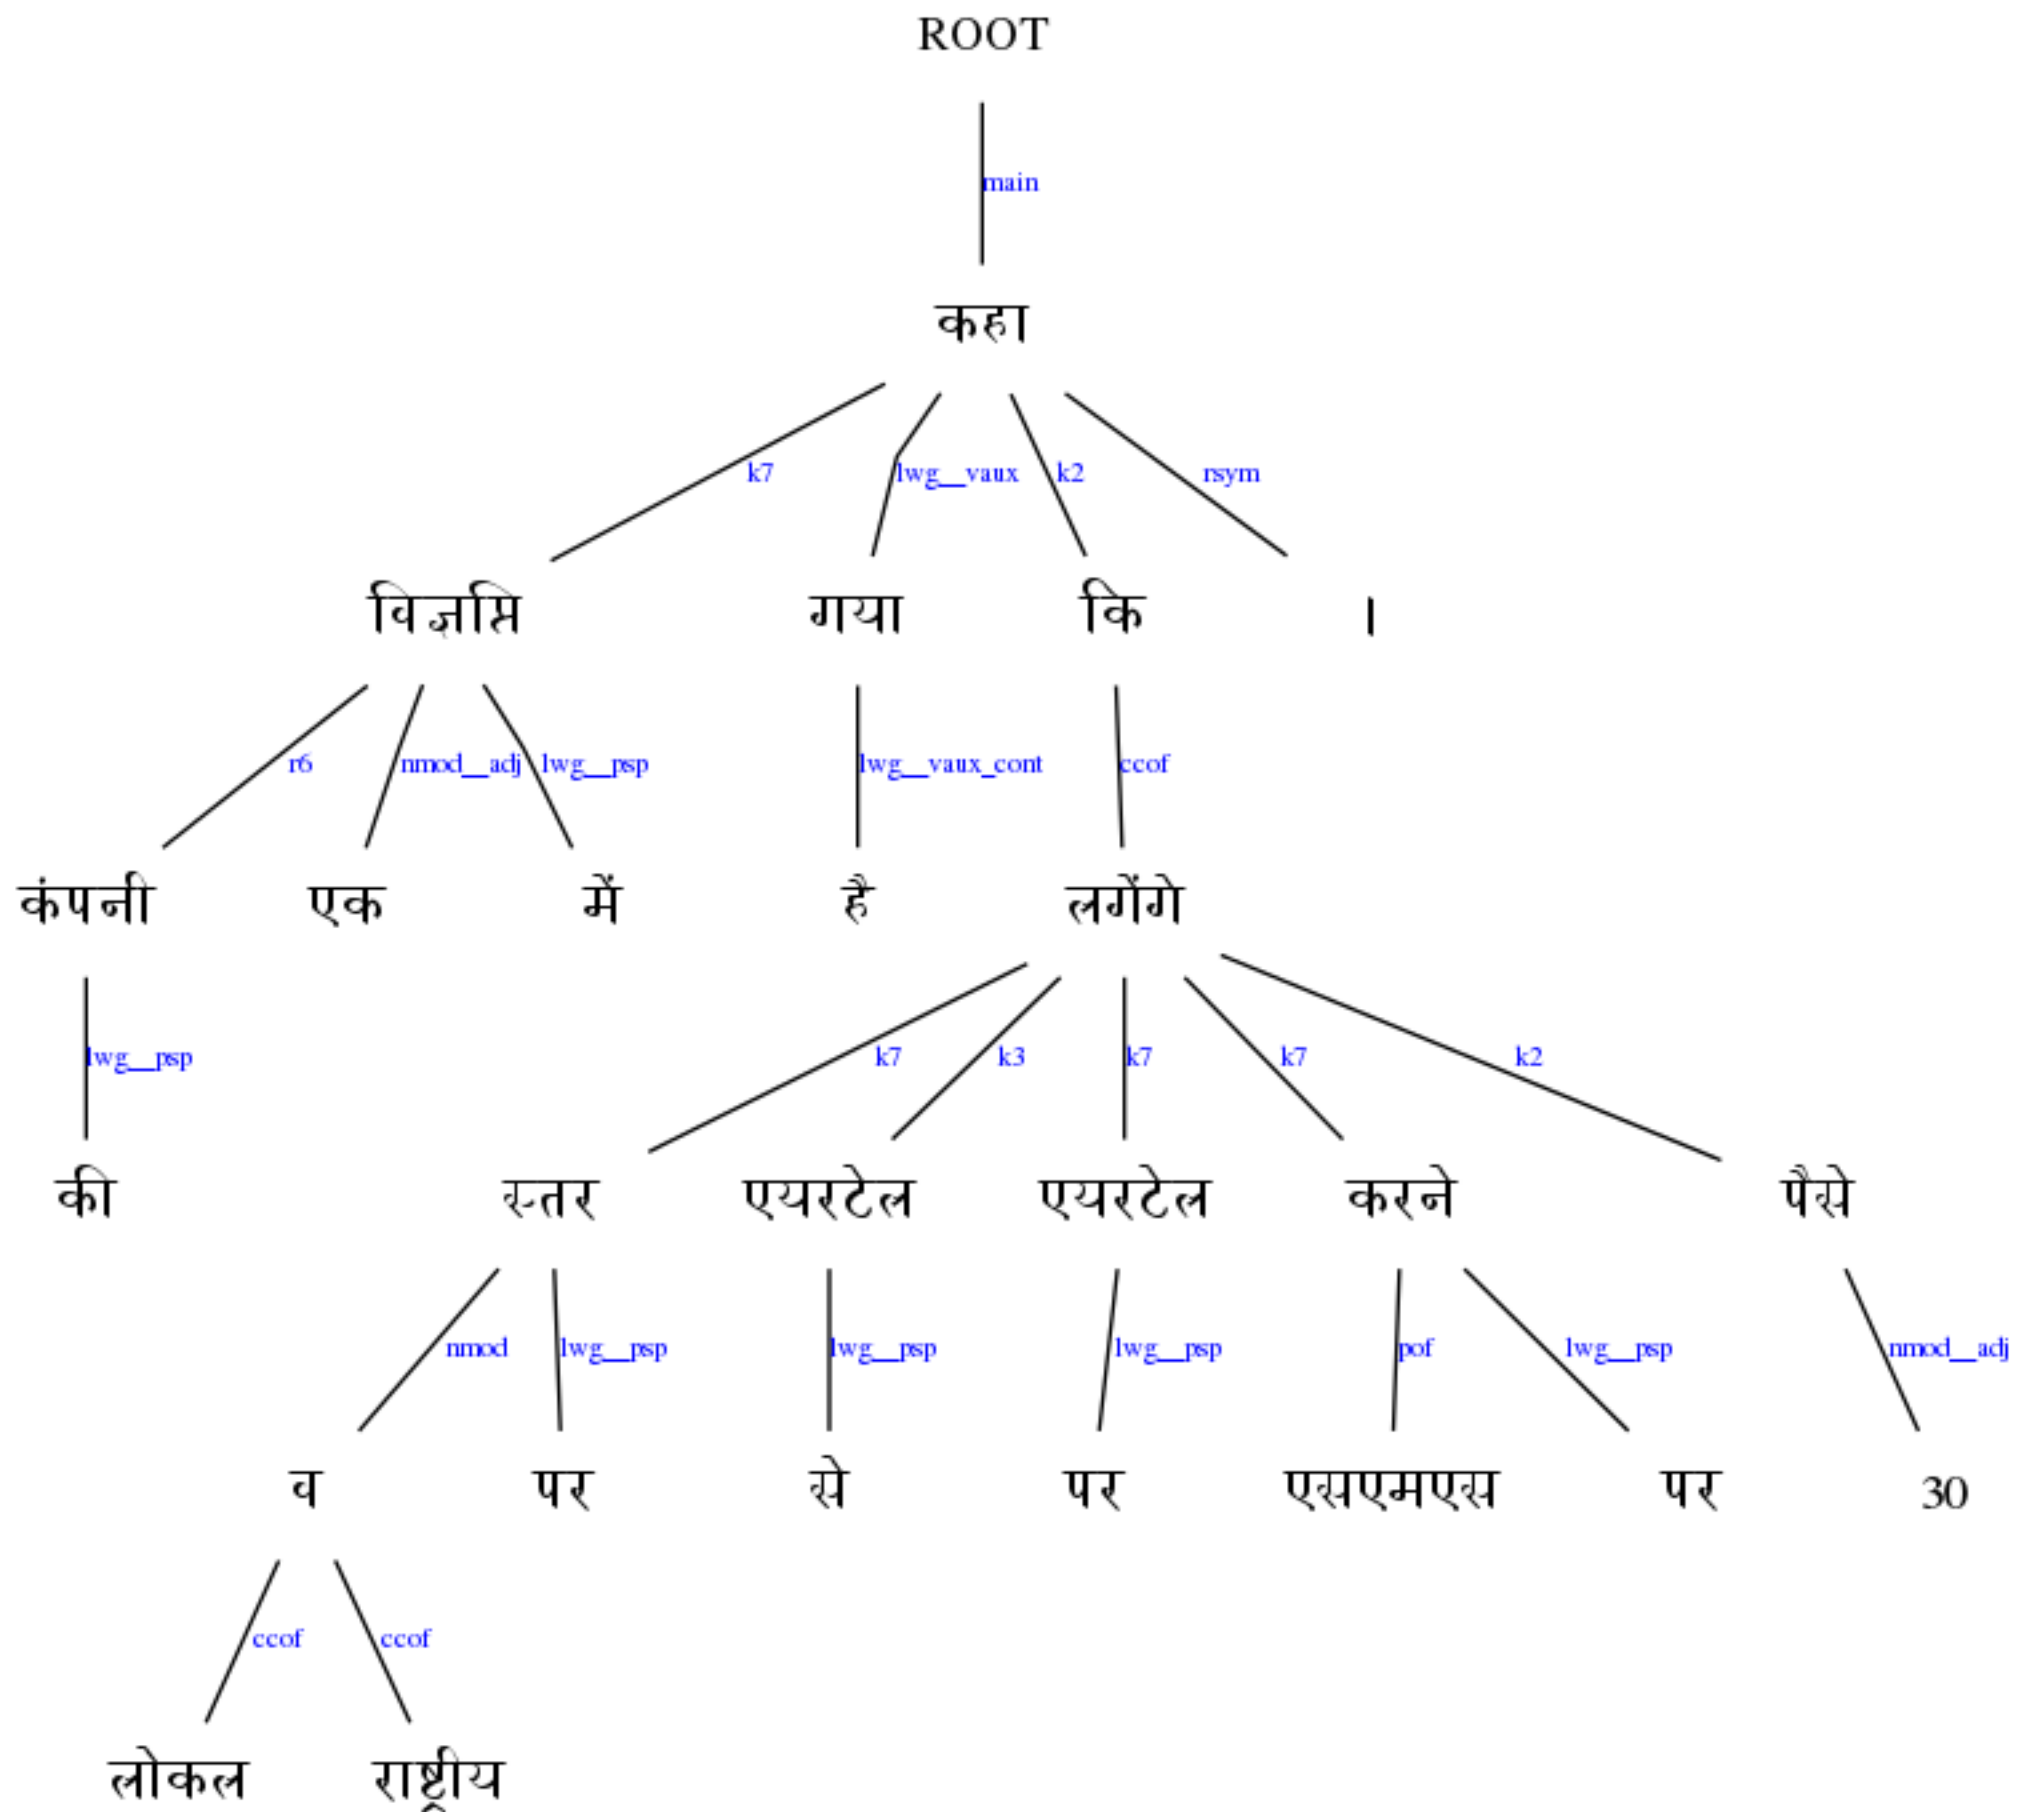 ROOT
main
कहा
k7 lwg__vaux k2 rsym
विज्ञप्ति गया कि ।
r6 nmod__adj lwg__psp lwg__vaux_cont ccof
कंपनी एक में है लगेंगे
lwg__psp k7 k3 k7 k7 k2
की स्तर एयरटेल एयरटेल करने पैसे
nmod lwg__psp lwg__psp lwg__psp pof lwg__psp nmod__adj
व पर से पर एसएमएस पर 30
ccof ccof
लोकल राष्ट्रीय